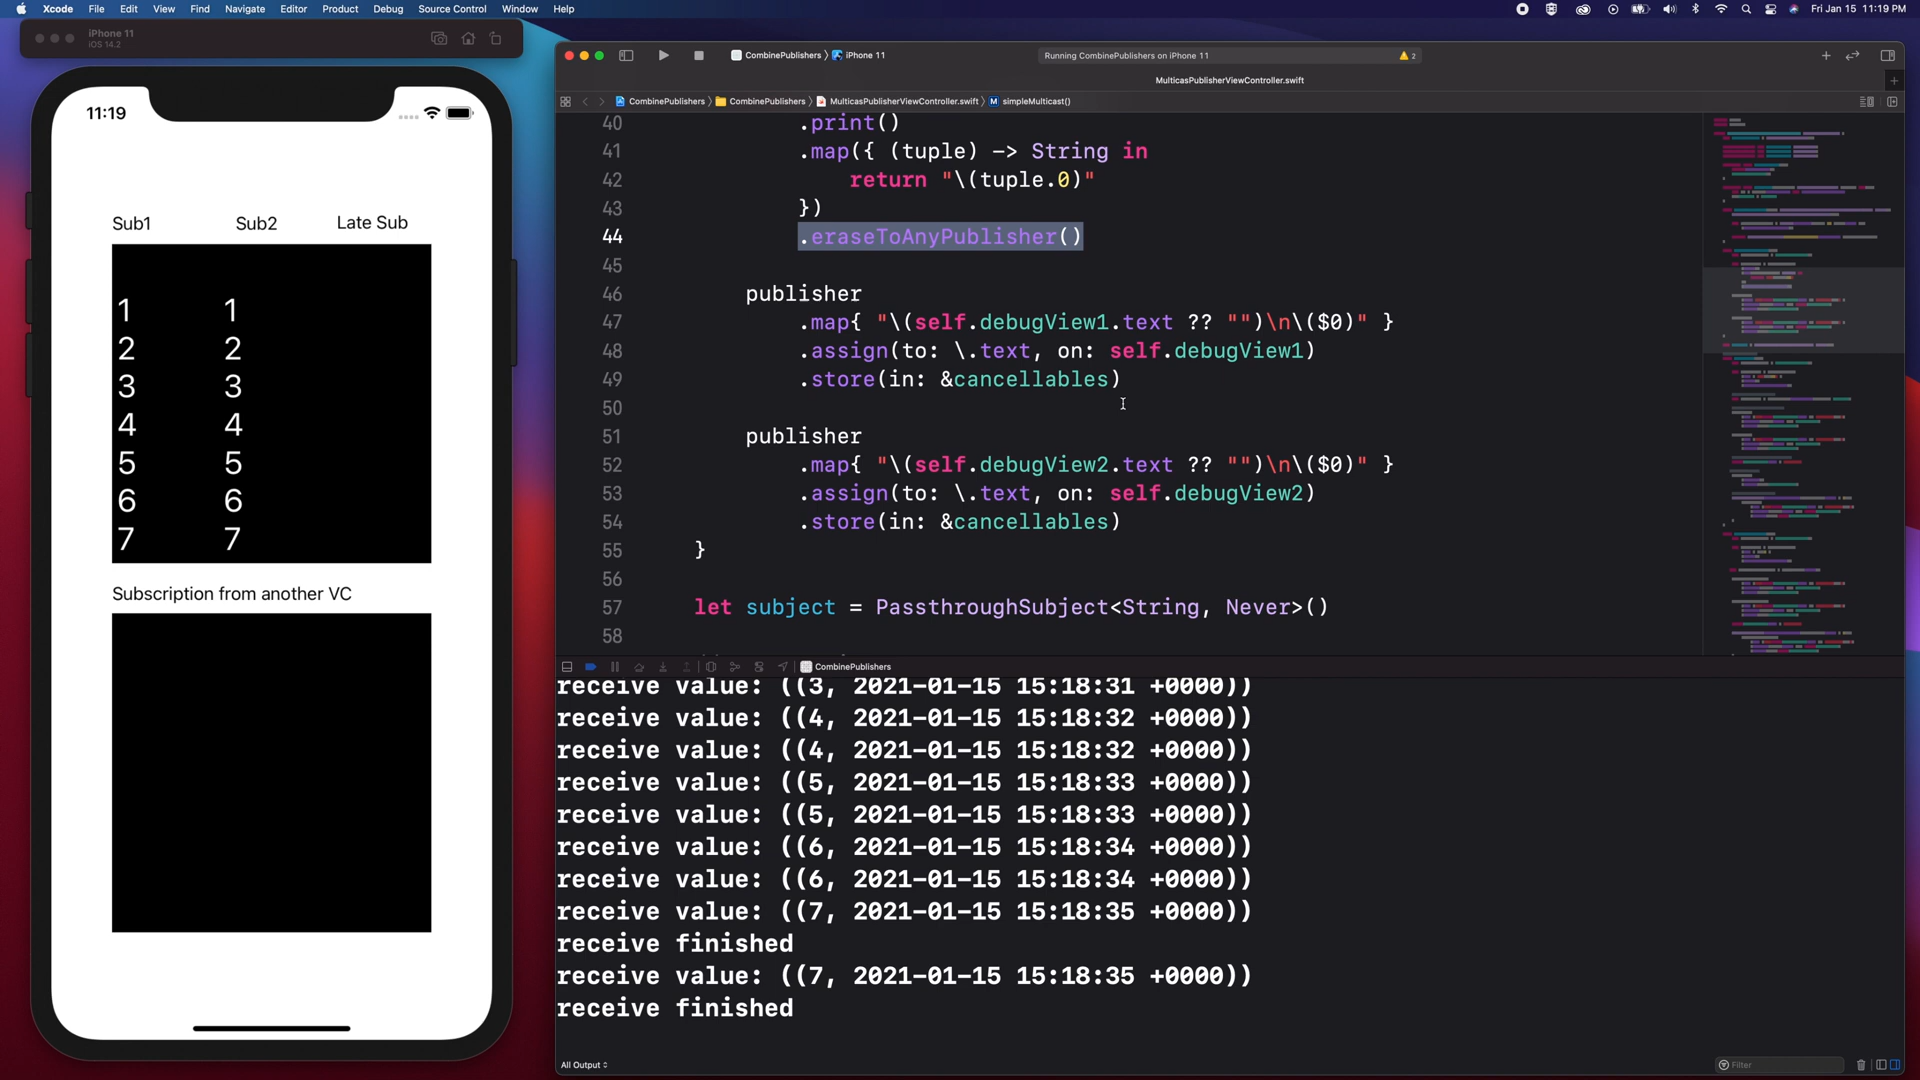 Xcode File Edit View Find Navigate Editor Product Debug Source Control Window Help
Fri Jan 15 11:19 PM
iPhone 11
iOS 14.2
11:19
Sub1 Sub2 Late Sub
1 1
2 2
3 3
4 4
5 5
6 6
7 7
Subscription from another VC
CombinePublishers 〉 iPhone 11
Running CombinePublishers on iPhone 11
2
MulticasPublisherViewController.swift
CombinePublishers 〉 CombinePublishers 〉 MulticasPublisherViewController.swift 〉 M simpleMulticast()
40 .print()
41 .map({ (tuple) -> String in
42 return "\(tuple.0)"
43 })
44 .eraseToAnyPublisher()
45
46 publisher
47 .map{ "\(self.debugView1.text ?? "")\n\($0)" }
48 .assign(to: \.text, on: self.debugView1)
49 .store(in: &cancellables)
50
51 publisher
52 .map{ "\(self.debugView2.text ?? "")\n\($0)" }
53 .assign(to: \.text, on: self.debugView2)
54 .store(in: &cancellables)
55 }
56
57 let subject = PassthroughSubject<String, Never>()
58
CombinePublishers
receive value: ((3, 2021-01-15 15:18:31 +0000))
receive value: ((4, 2021-01-15 15:18:32 +0000))
receive value: ((4, 2021-01-15 15:18:32 +0000))
receive value: ((5, 2021-01-15 15:18:33 +0000))
receive value: ((5, 2021-01-15 15:18:33 +0000))
receive value: ((6, 2021-01-15 15:18:34 +0000))
receive value: ((6, 2021-01-15 15:18:34 +0000))
receive value: ((7, 2021-01-15 15:18:35 +0000))
receive finished
receive value: ((7, 2021-01-15 15:18:35 +0000))
receive finished
All Output
Filter